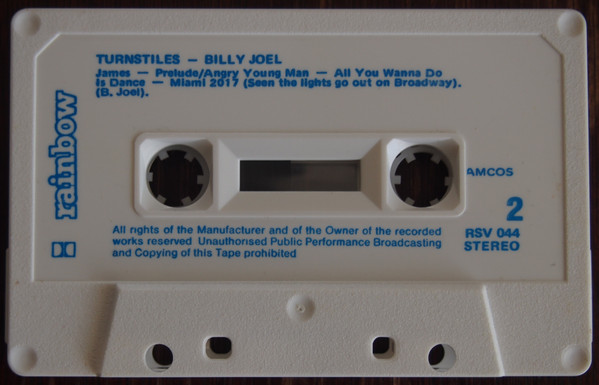 TURNSTILES — BILLY JOEL
James — Prelude/Angry Young Man — All You Wanna Do
Is Dance — Miami 2017 (Seen the lights go out on Broadway).
(B. Joel).
rainbow
AMCOS
2
RSV 044
STEREO
All rights of the Manufacturer and of the Owner of the recorded
works reserved Unauthorised Public Performance Broadcasting
and Copying of this Tape prohibited